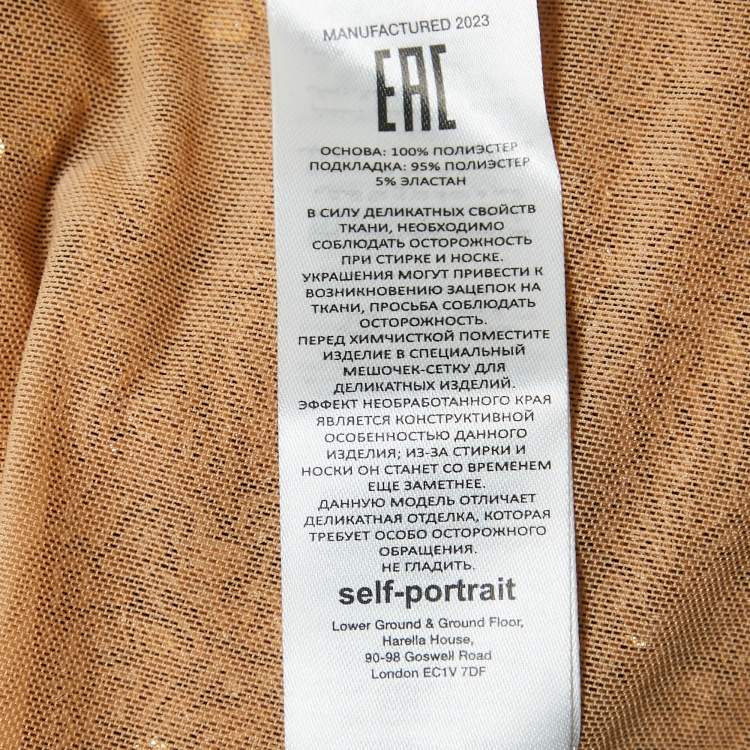 MANUFACTURED 2023
EAC
ОСНОВА: 100% ПОЛИЭСТЕР
ПОДКЛАДКА: 95% ПОЛИЭСТЕР
5% ЭЛАСТАН
В СИЛУ ДЕЛИКАТНЫХ СВОЙСТВ
ТКАНИ, НЕОБХОДИМО
СОБЛЮДАТЬ ОСТОРОЖНОСТЬ
ПРИ СТИРКЕ И НОСКЕ.
УКРАШЕНИЯ МОГУТ ПРИВЕСТИ К
ВОЗНИКНОВЕНИЮ ЗАЦЕПОК НА
ТКАНИ, ПРОСЬБА СОБЛЮДАТЬ
ОСТОРОЖНОСТЬ.
ПЕРЕД ХИМЧИСТКОЙ ПОМЕСТИТЕ
ИЗДЕЛИЕ В СПЕЦИАЛЬНЫЙ
МЕШОЧЕК-СЕТКУ ДЛЯ
ДЕЛИКАТНЫХ ИЗДЕЛИЙ.
ЭФФЕКТ НЕОБРАБОТАННОГО КРАЯ
ЯВЛЯЕТСЯ КОНСТРУКТИВНОЙ
ОСОБЕННОСТЬЮ ДАННОГО
ИЗДЕЛИЯ; ИЗ-ЗА СТИРКИ И
НОСКИ ОН СТАНЕТ СО ВРЕМЕНЕМ
ЕЩЕ ЗАМЕТНЕЕ.
ДАННУЮ МОДЕЛЬ ОТЛИЧАЕТ
ДЕЛИКАТНАЯ ОТДЕЛКА, КОТОРАЯ
ТРЕБУЕТ ОСОБО ОСТОРОЖНОГО
ОБРАЩЕНИЯ.
НЕ ГЛАДИТЬ.
self-portrait
Lower Ground & Ground Floor,
Harella House,
90-98 Goswell Road
London EC1V 7DF